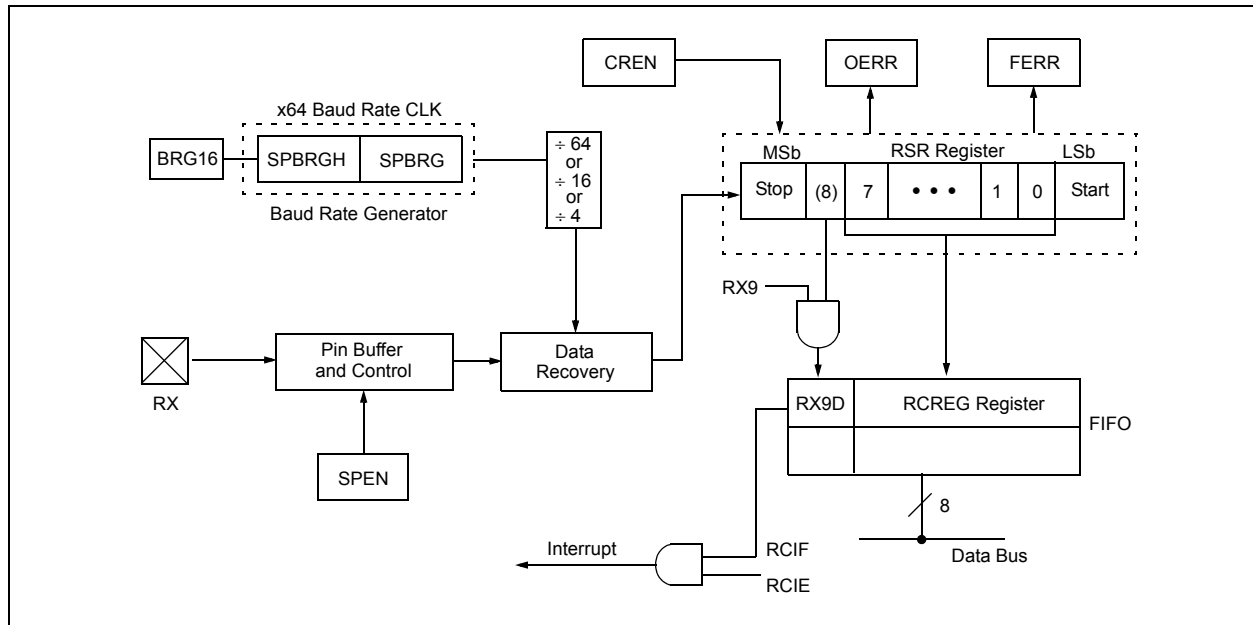 CREN
OERR
FERR
x64 Baud Rate CLK
BRG16
SPBRGH
SPBRG
Baud Rate Generator
÷ 64
or
÷ 16
or
÷ 4
MSb
RSR Register
LSb
Stop
(8)
7
• • •
1
0
Start
RX9
Pin Buffer
and Control
Data
Recovery
RX
SPEN
RX9D
RCREG Register
FIFO
8
Data Bus
Interrupt
RCIF
RCIE